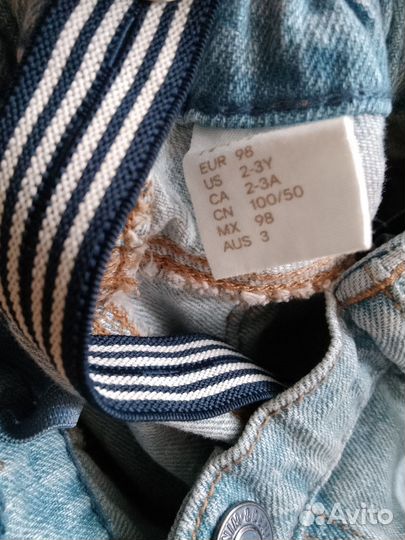 EUR 98
US 2-3Y
CA 2-3A
CN 100/50
MX 98
AUS 3
Avito